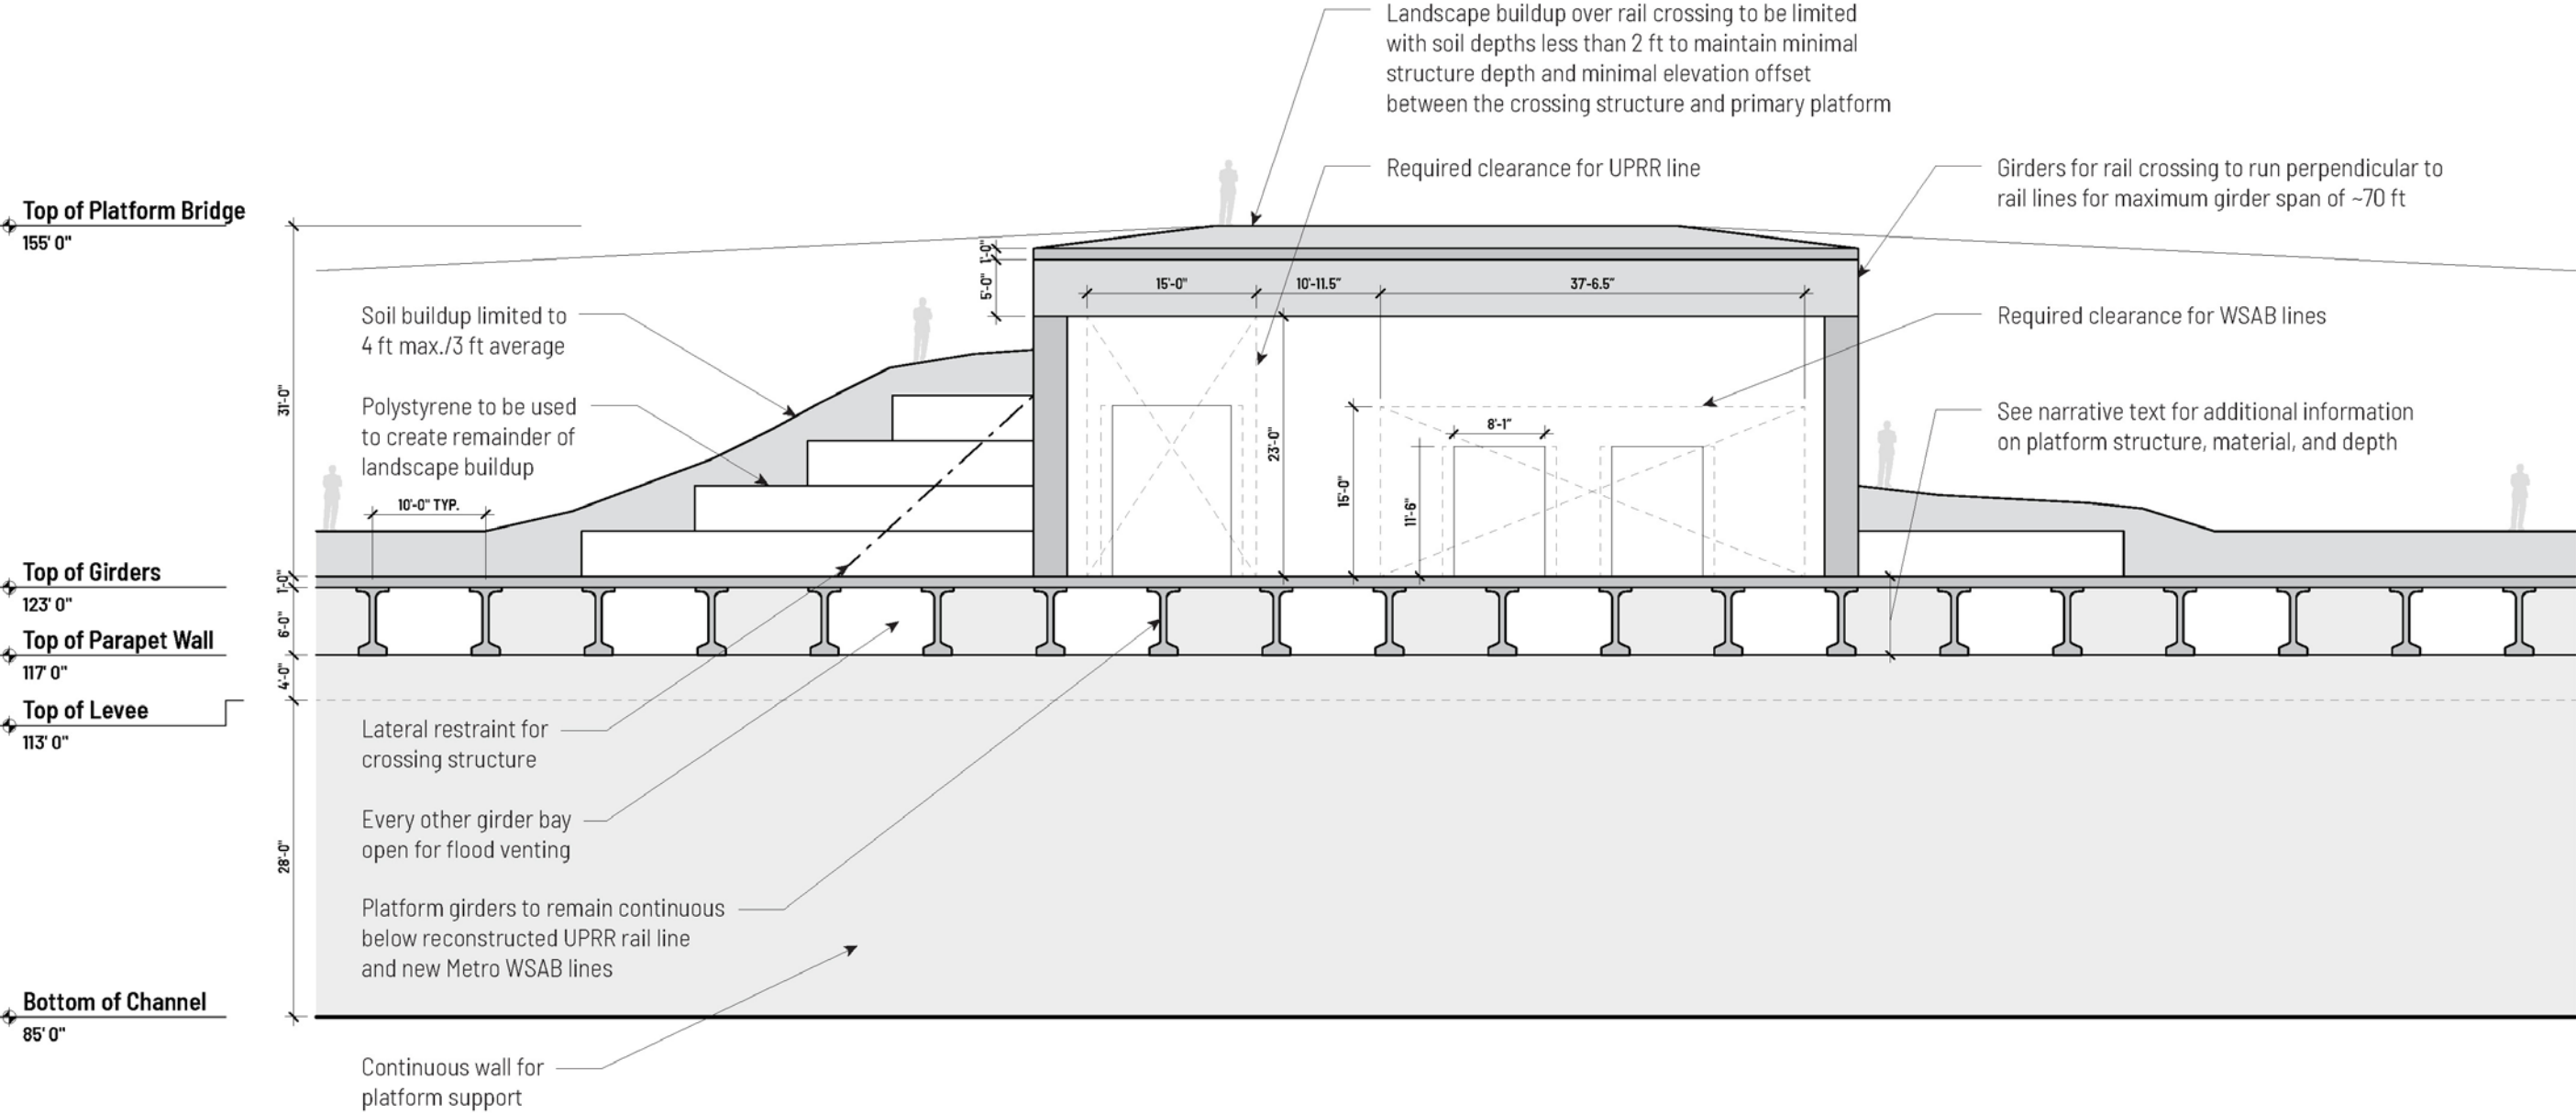 Landscape buildup over rail crossing to be limited
with soil depths less than 2 ft to maintain minimal
structure depth and minimal elevation offset
between the crossing structure and primary platform
Required clearance for UPRR line
Girders for rail crossing to run perpendicular to
rail lines for maximum girder span of ~70 ft
Top of Platform Bridge
155' 0"
1'-0"
5'-0"
15'-0"
10'-11.5"
37'-6.5"
Soil buildup limited to
4 ft max./3 ft average
Required clearance for WSAB lines
31'-0"
Polystyrene to be used
to create remainder of
landscape buildup
See narrative text for additional information
on platform structure, material, and depth
8'-1"
23'-0"
15'-0"
11'-6"
10'-0" TYP.
Top of Girders
123' 0"
1'-0"
6'-0"
Top of Parapet Wall
117' 0"
4'-0"
Top of Levee
113' 0"
Lateral restraint for
crossing structure
Every other girder bay
open for flood venting
28'-0"
Platform girders to remain continuous
below reconstructed UPRR rail line
and new Metro WSAB lines
Bottom of Channel
85' 0"
Continuous wall for
platform support